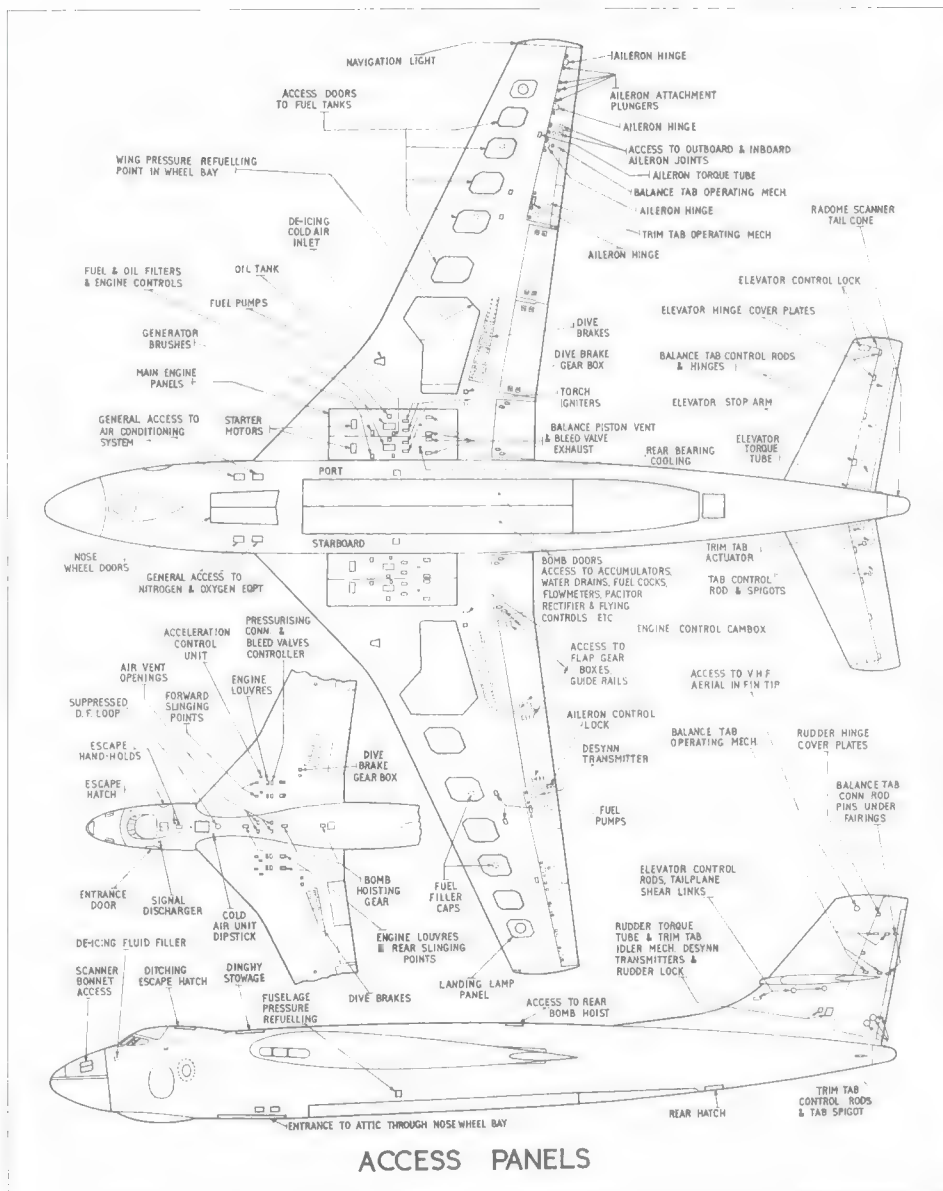 NAVIGATION LIGHT
AILERON HINGE
ACCESS DOORS
TO FUEL TANKS
AILERON ATTACHMENT
PLUNGERS
AILERON HINGE
WING PRESSURE REFUELLING
POINT IN WHEEL BAY
ACCESS TO OUTBOARD & INBOARD
AILERON JOINTS
AILERON TORQUE TUBE
BALANCE TAB OPERATING MECH
AILERON HINGE
TRIM TAB OPERATING MECH
AILERON HINGE
RADOME SCANNER
TAIL CONE
DE-ICING
COLD AIR
INLET
FUEL & OIL FILTERS
& ENGINE CONTROLS
OIL TANK
FUEL PUMPS
ELEVATOR CONTROL LOCK
ELEVATOR HINGE COVER PLATES
GENERATOR
BRUSHES
DIVE
BRAKES
DIVE BRAKE
GEAR BOX
BALANCE TAB CONTROL RODS
& HINGES
MAIN ENGINE
PANELS
TORCH
IGNITERS
ELEVATOR STOP ARM
GENERAL ACCESS TO
AIR CONDITIONING
SYSTEM
STARTER
MOTORS
BALANCE PISTON VENT
& BLEED VALVE
EXHAUST
REAR BEARING
COOLING
ELEVATOR
TORQUE
TUBE
PORT
STARBOARD
NOSE
WHEEL DOORS
GENERAL ACCESS TO
NITROGEN & OXYGEN EQPT
BOMB DOORS
ACCESS TO ACCUMULATORS,
WATER DRAINS, FUEL COCKS,
FLOWMETERS, PACITOR
RECTIFIER & FLYING
CONTROLS ETC
TRIM TAB
ACTUATOR
TAB CONTROL
ROD & SPIGOTS
ENGINE CONTROL CAMBOX
PRESSURISING
CONN &
BLEED VALVES
CONTROLLER
ACCELERATION
CONTROL
UNIT
ENGINE
LOUVRES
AIR VENT
OPENINGS
FORWARD
SLINGING
POINTS
SUPPRESSED
D.F. LOOP
ESCAPE
HAND-HOLDS
ESCAPE
HATCH
DIVE
BRAKE
GEAR BOX
ACCESS TO
FLAP GEAR
BOXES
GUIDE RAILS
AILERON CONTROL
LOCK
DESYNN
TRANSMITTER
ACCESS TO V H F
AERIAL IN FIN TIP
BALANCE TAB
OPERATING MECH
RUDDER HINGE
COVER PLATES
BALANCE TAB
CONN ROD
PINS UNDER
FAIRINGS
FUEL
PUMPS
ENTRANCE
DOOR
SIGNAL
DISCHARGER
COLD
AIR UNIT
DIPSTICK
BOMB
HOISTING
GEAR
FUEL
FILLER
CAPS
ENGINE LOUVRES
& REAR SLINGING
POINTS
ELEVATOR CONTROL
RODS, TAILPLANE
SHEAR LINKS
RUDDER TORQUE
TUBE & TRIM TAB
IDLER MECH. DESYNN
TRANSMITTERS &
RUDDER LOCK
DE-ICING FLUID FILLER
SCANNER
BONNET
ACCESS
DITCHING
ESCAPE HATCH
DINGHY
STOWAGE
FUSELAGE
PRESSURE
REFUELLING
DIVE BRAKES
LANDING LAMP
PANEL
ACCESS TO REAR
BOMB HOIST
REAR HATCH
TRIM TAB
CONTROL RODS
& TAB SPIGOT
ENTRANCE TO ATTIC THROUGH NOSE WHEEL BAY
ACCESS PANELS